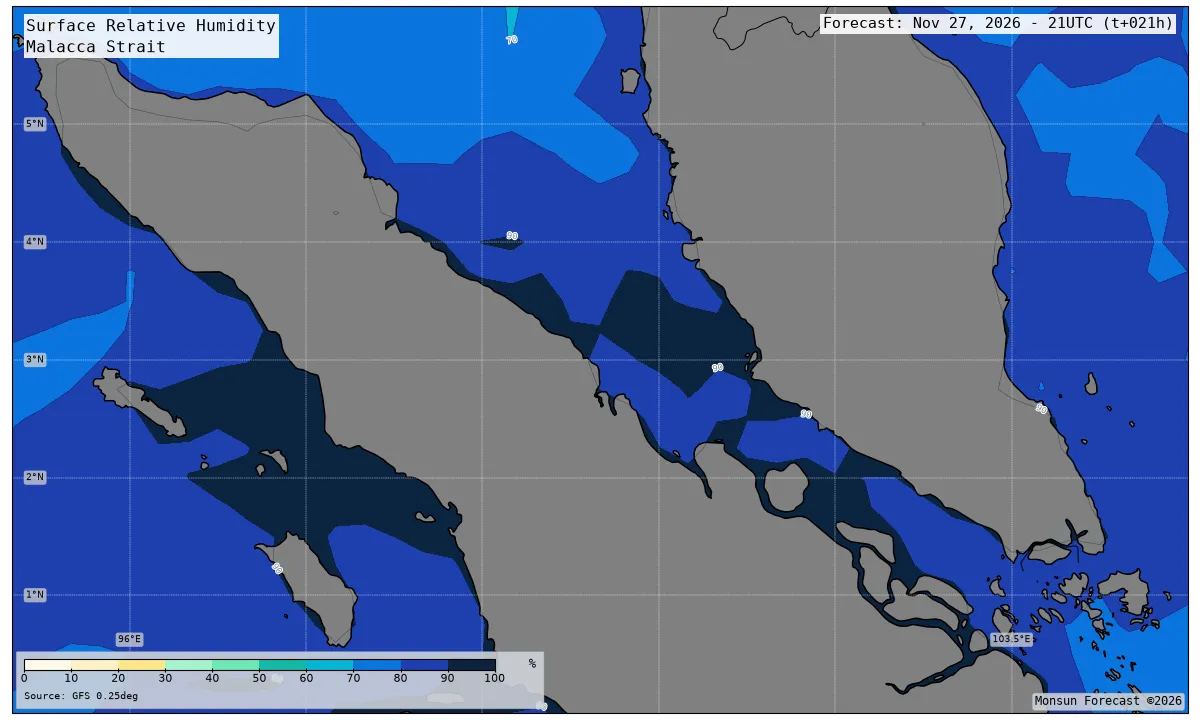 Surface Relative Humidity
Malacca Strait
Forecast: Nov 27, 2026 - 21UTC (t+021h)
70
5°N
90
4°N
3°N
90
90
90
2°N
90
1°N
96°E
103.5°E
%
0 10 20 30 40 50 60 70 80 90 100
Source: GFS 0.25deg
Monsun Forecast ©2026